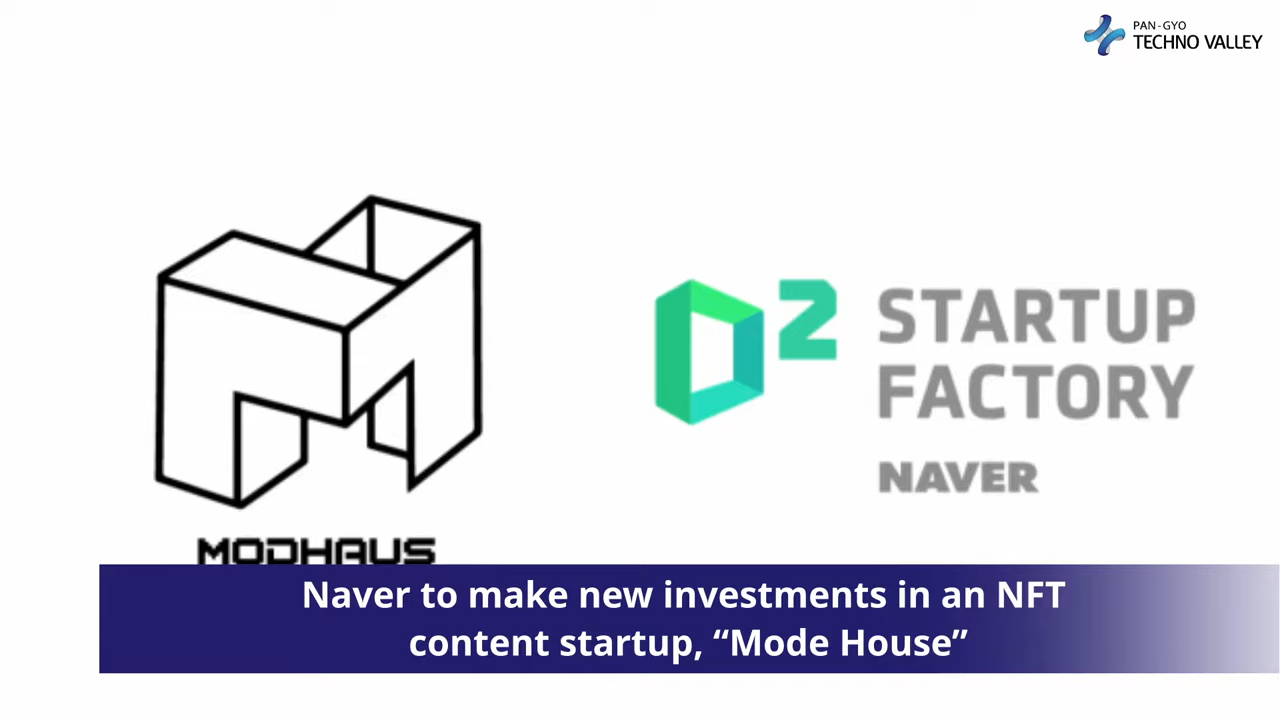 PAN-GYO
TECHNO VALLEY
MODHAUS
D2
STARTUP
FACTORY
NAVER
Naver to make new investments in an NFT
content startup, “Mode House”